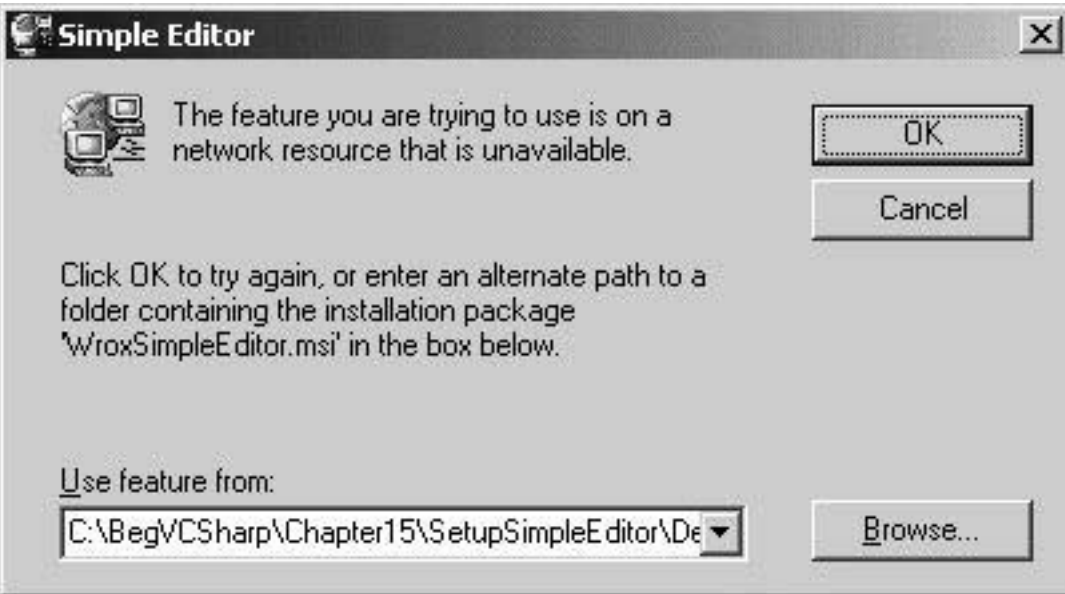 Simple Editor
The feature you are trying to use is on a
network resource that is unavailable.
OK
Cancel
Click OK to try again, or enter an alternate path to a
folder containing the installation package
'WroxSimpleEditor.msi' in the box below.
Use feature from:
C:\BegVCSharp\Chapter15\SetupSimpleEditor\De
Browse...